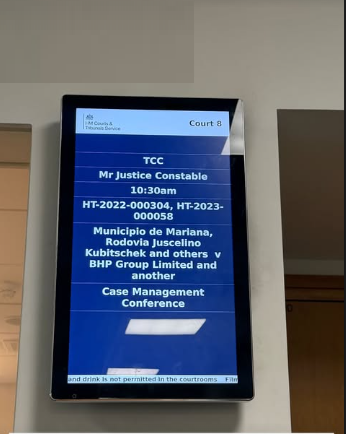 HM Courts &
Tribunals Service
Court 8
TCC
Mr Justice Constable
10:30am
HT-2022-000304, HT-2023-
000058
Municipio de Mariana,
Rodovia Juscelino
Kubitschek and others v
BHP Group Limited and
another
Case Management
Conference
and drink is not permitted in the courtrooms. Film